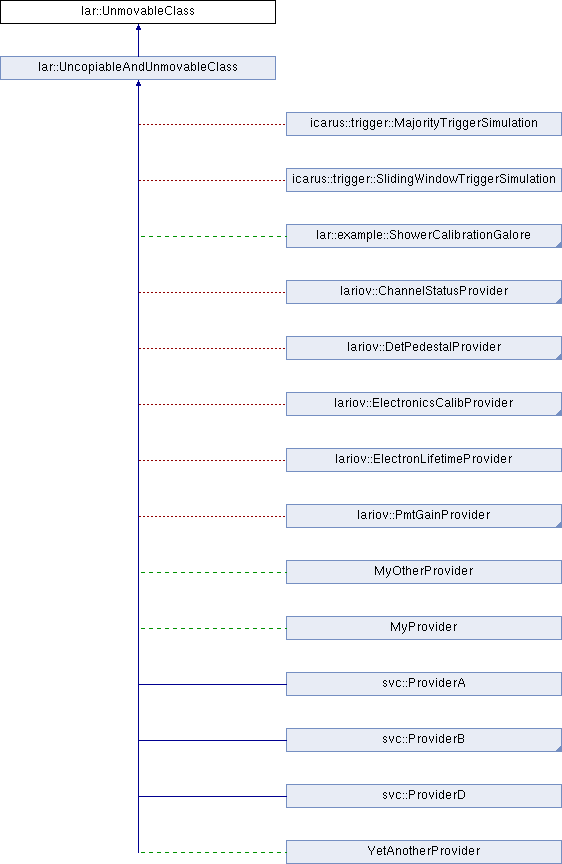 lar::UnmovableClass
lar::UncopiableAndUnmovableClass
icarus::trigger::MajorityTriggerSimulation
icarus::trigger::SlidingWindowTriggerSimulation
lar::example::ShowerCalibrationGalore
lariov::ChannelStatusProvider
lariov::DetPedestalProvider
lariov::ElectronicsCalibProvider
lariov::ElectronLifetimeProvider
lariov::PmtGainProvider
MyOtherProvider
MyProvider
svc::ProviderA
svc::ProviderB
svc::ProviderD
YetAnotherProvider